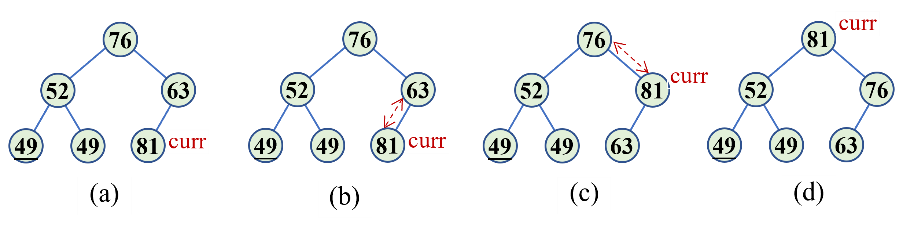 76
52 63
49 49 81 curr
(a)
76
52 63
49 49 81 curr
(b)
76
curr
52 81
49 49 63
(c)
curr
81
52 76
49 49 63
(d)